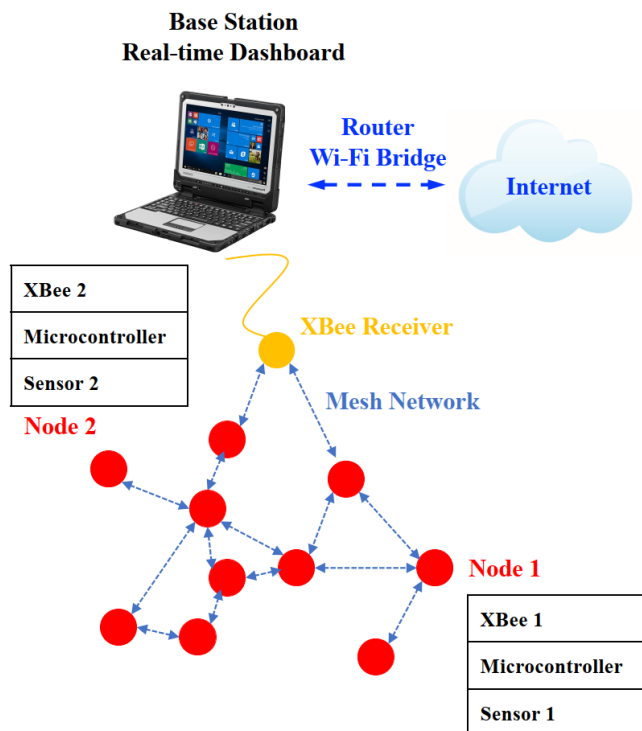 Base Station
Real-time Dashboard
Router
Wi-Fi Bridge
Internet
XBee 2
Microcontroller
Sensor 2
XBee Receiver
Mesh Network
Node 2
Node 1
XBee 1
Microcontroller
Sensor 1